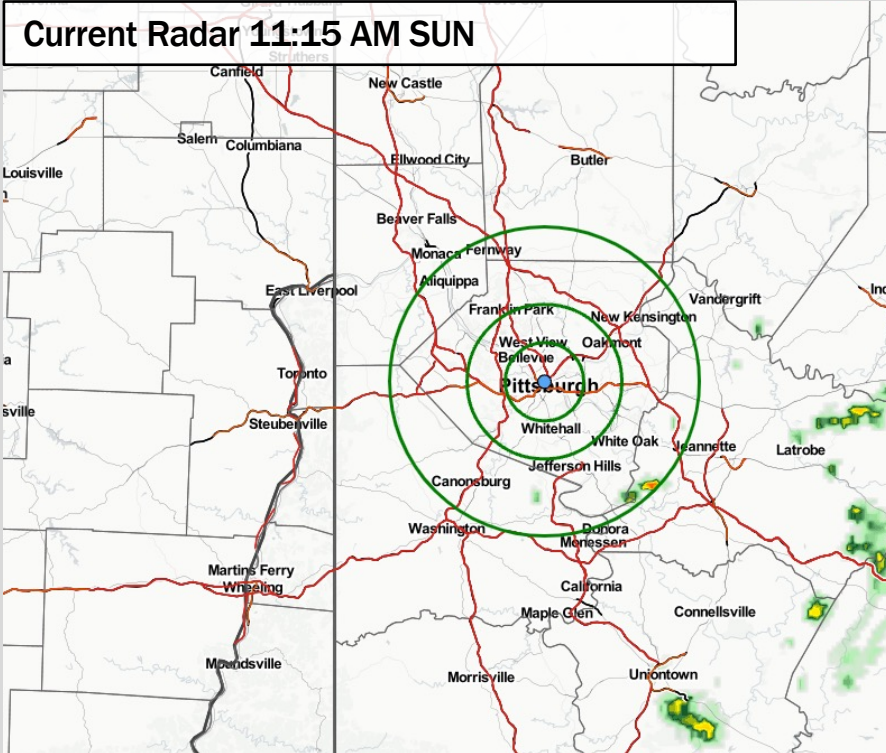 Current Radar 11:15 AM SUN
Struthers
Canfield
New Castle
Salem
Columbiana
Ellwood City
Butler
Louisville
Beaver Falls
Monaca
Fernway
Aliquippa
East Liverpool
Vandergrift
Franklin Park
New Kensington
West View
Oakmont
Bellevue
Toronto
Pittsburgh
Steubenville
Whitehall
White Oak
Jeannette
Latrobe
Jefferson Hills
Canonsburg
Washington
Donora
Monessen
Martins Ferry
Wheeling
California
Maple Glen
Connellsville
Moundsville
Morrisville
Uniontown